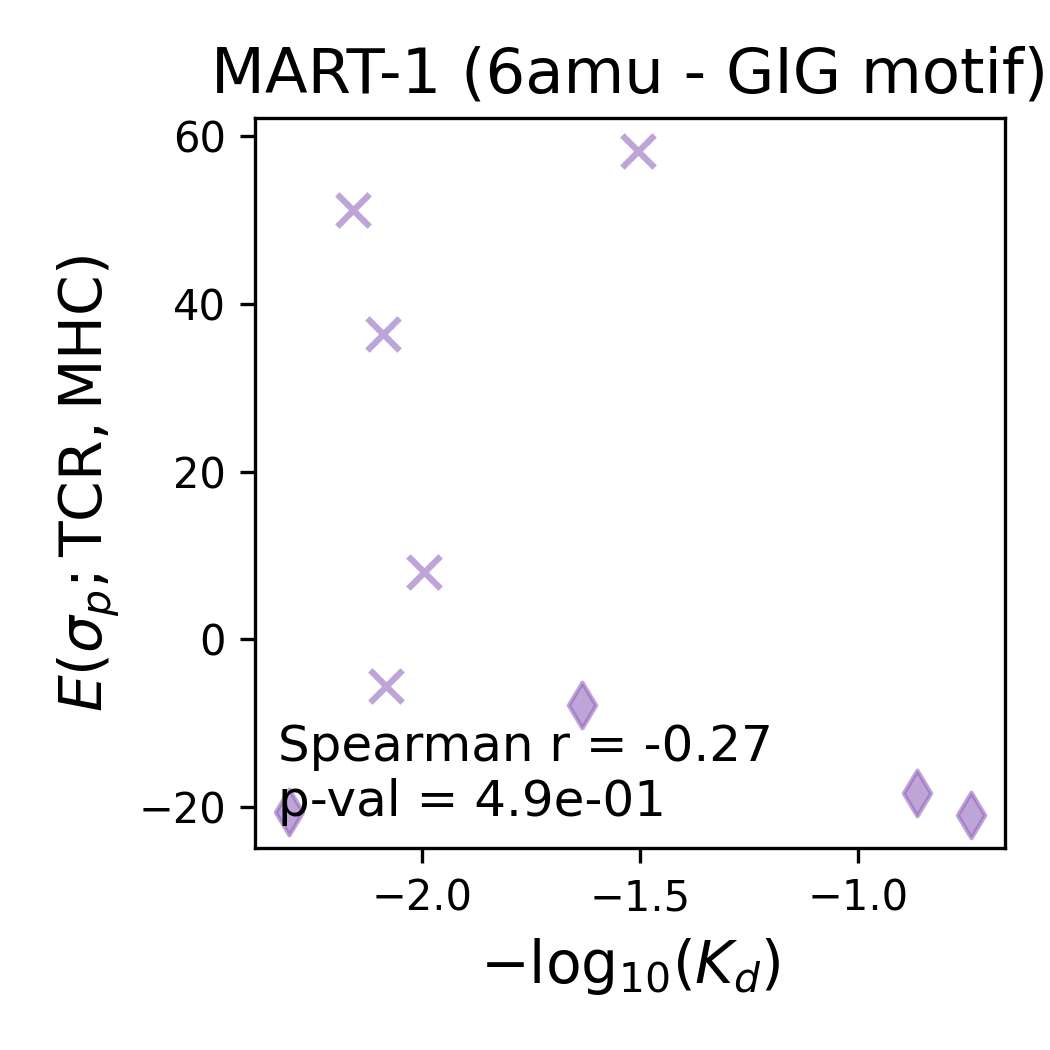 MART-1 (6amu - GIG motif)
60
40
20
0
−20
E(σp; TCR, MHC)
Spearman r = -0.27
p-val = 4.9e-01
−2.0
−1.5
−1.0
−log10(Kd)